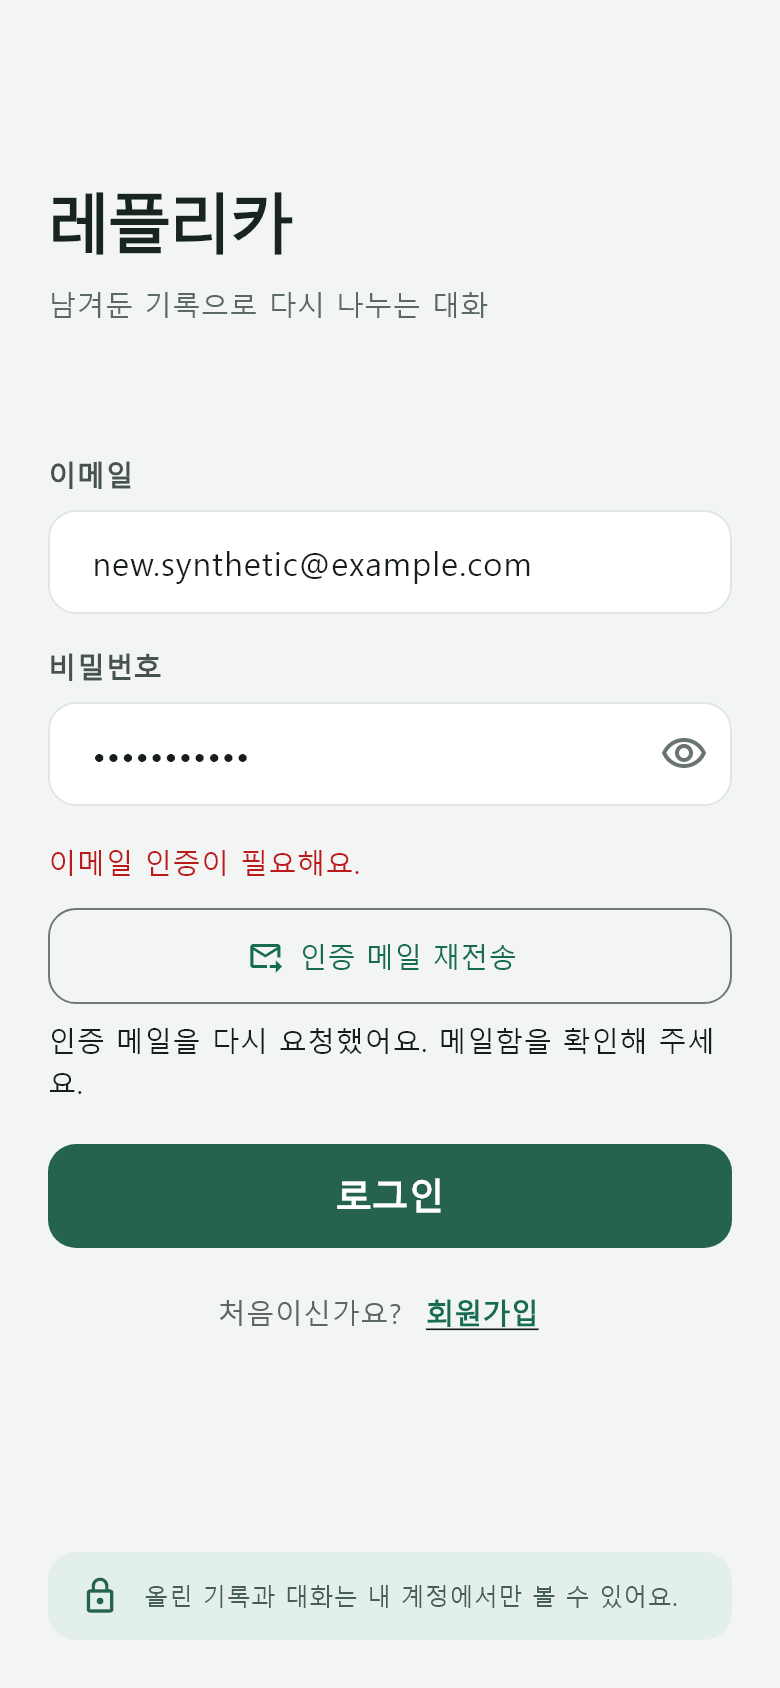 레플리카
남겨둔 기록으로 다시 나누는 대화
이메일
new.synthetic@example.com
비밀번호
•••••••••••
이메일 인증이 필요해요.
인증 메일 재전송
인증 메일을 다시 요청했어요. 메일함을 확인해 주세
요.
로그인
처음이신가요? 회원가입
올린 기록과 대화는 내 계정에서만 볼 수 있어요.